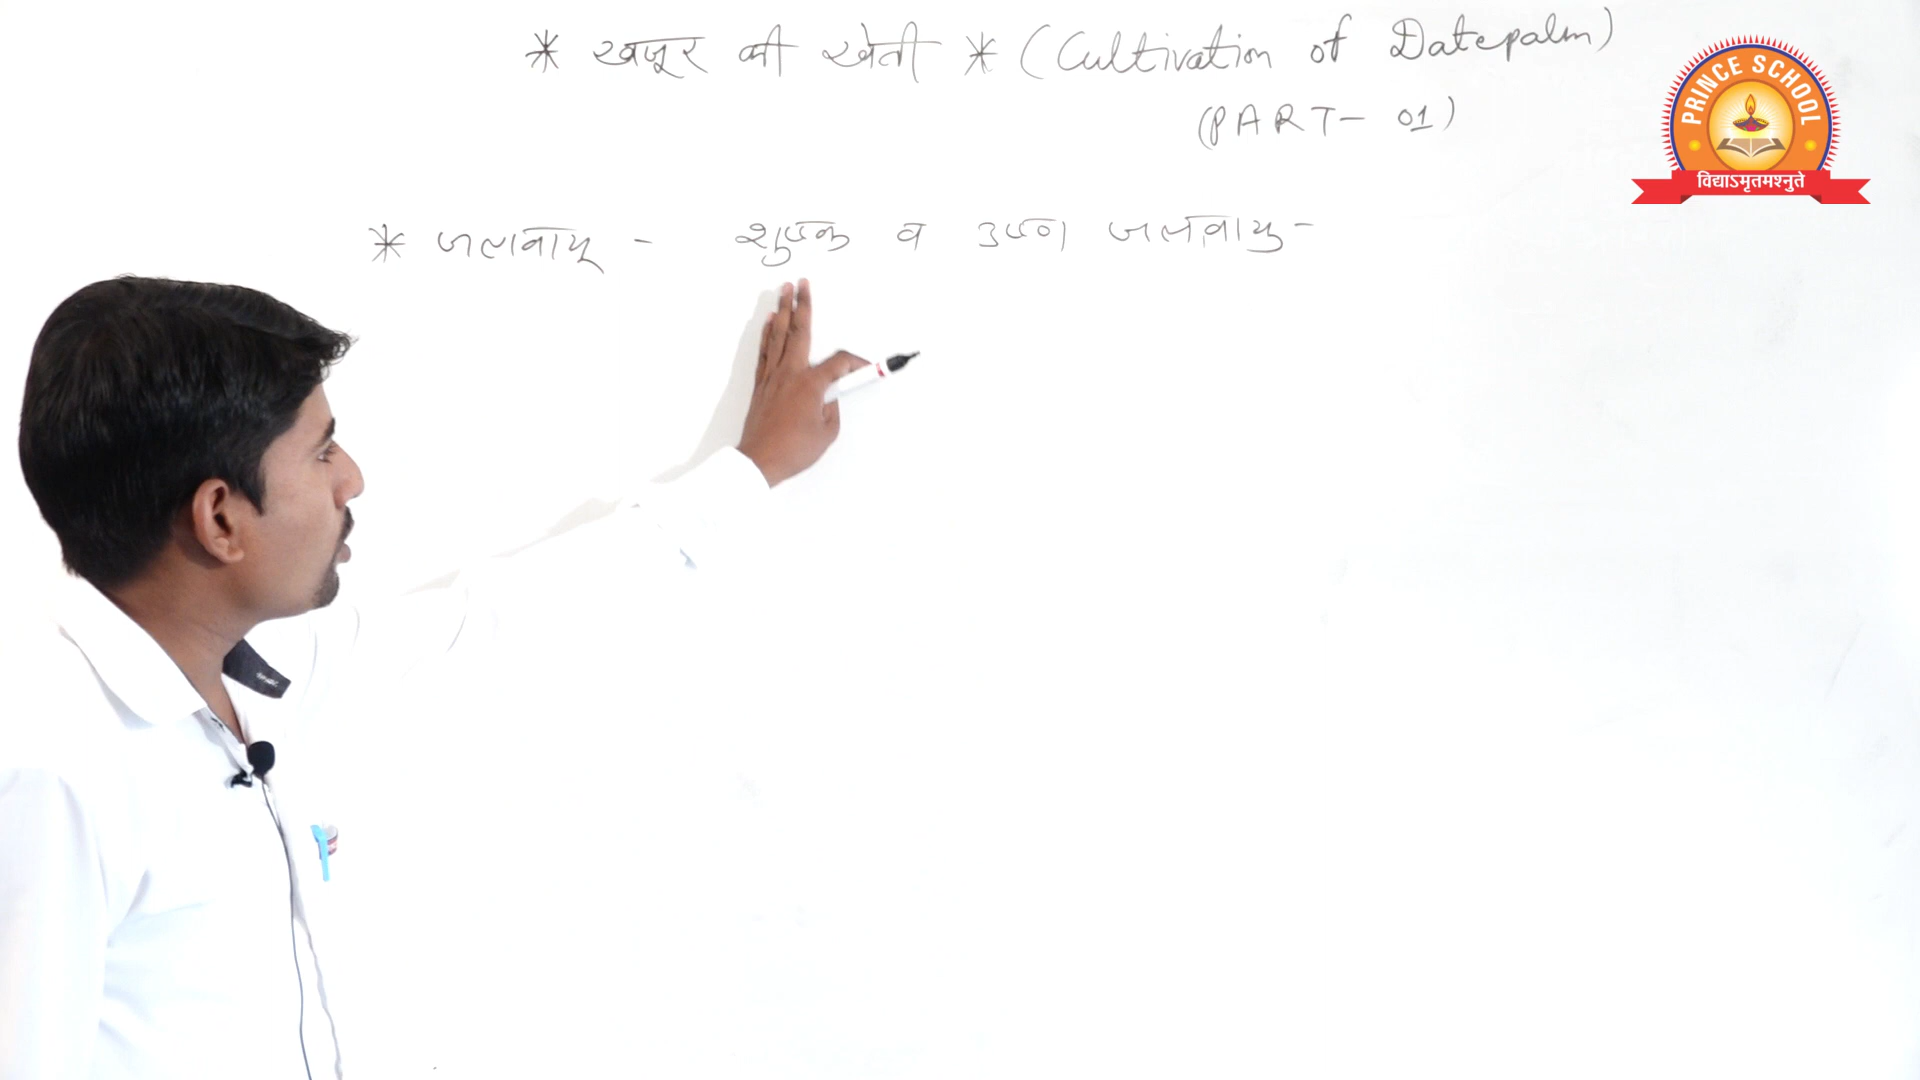 * खजूर की खेती * (Cultivation of Datepalm)
(PART- 01)
PRINCE SCHOOL
विद्याऽमृतमश्नुते
* जलवायु - शुष्क व उष्ण जलवायु-